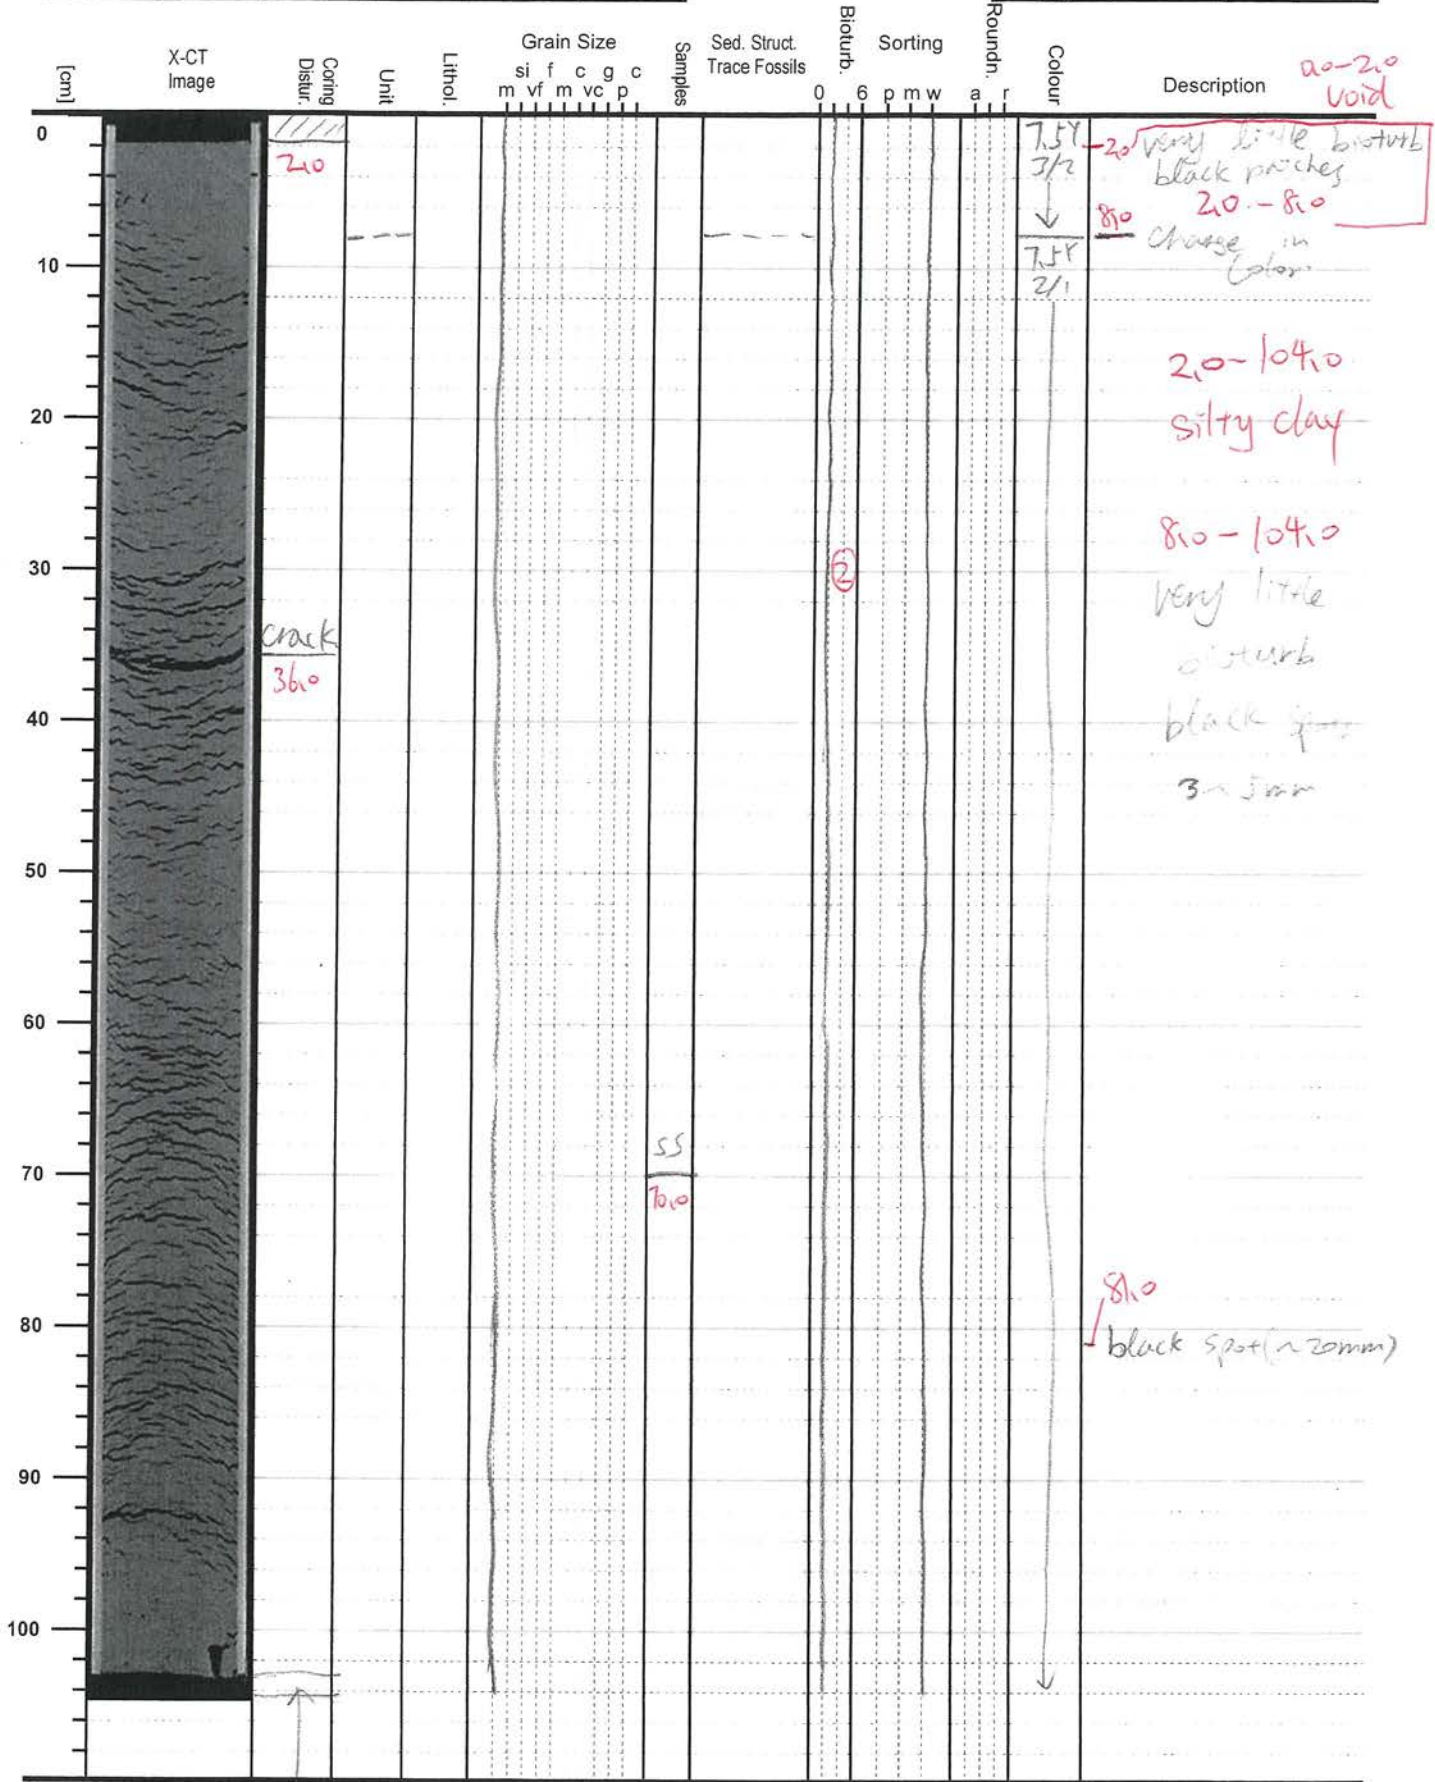 [cm]
X-CT
Image
Coring
Distur.
Unit
Lithol.
Grain Size
si f c g c
m vf m vc p
Samples
Sed. Struct.
Trace Fossils
Bioturb.
0 6
Sorting
p m w
Roundn.
a r
Colour
Description
0.0-2.0
void
0
2.0
7.5Y
3/2
2.0
very little bioturb
black patches
2.0 - 8.0
8.0
Change in
Color
7.5Y
2/1
10
2.0 - 104.0
20
silty clay
8.0 - 104.0
30
2
very little
crack
bioturb
36.0
40
black spots
3 ~ 5mm
50
60
SS
70
70.0
81.0
80
black spot (~20mm)
90
100